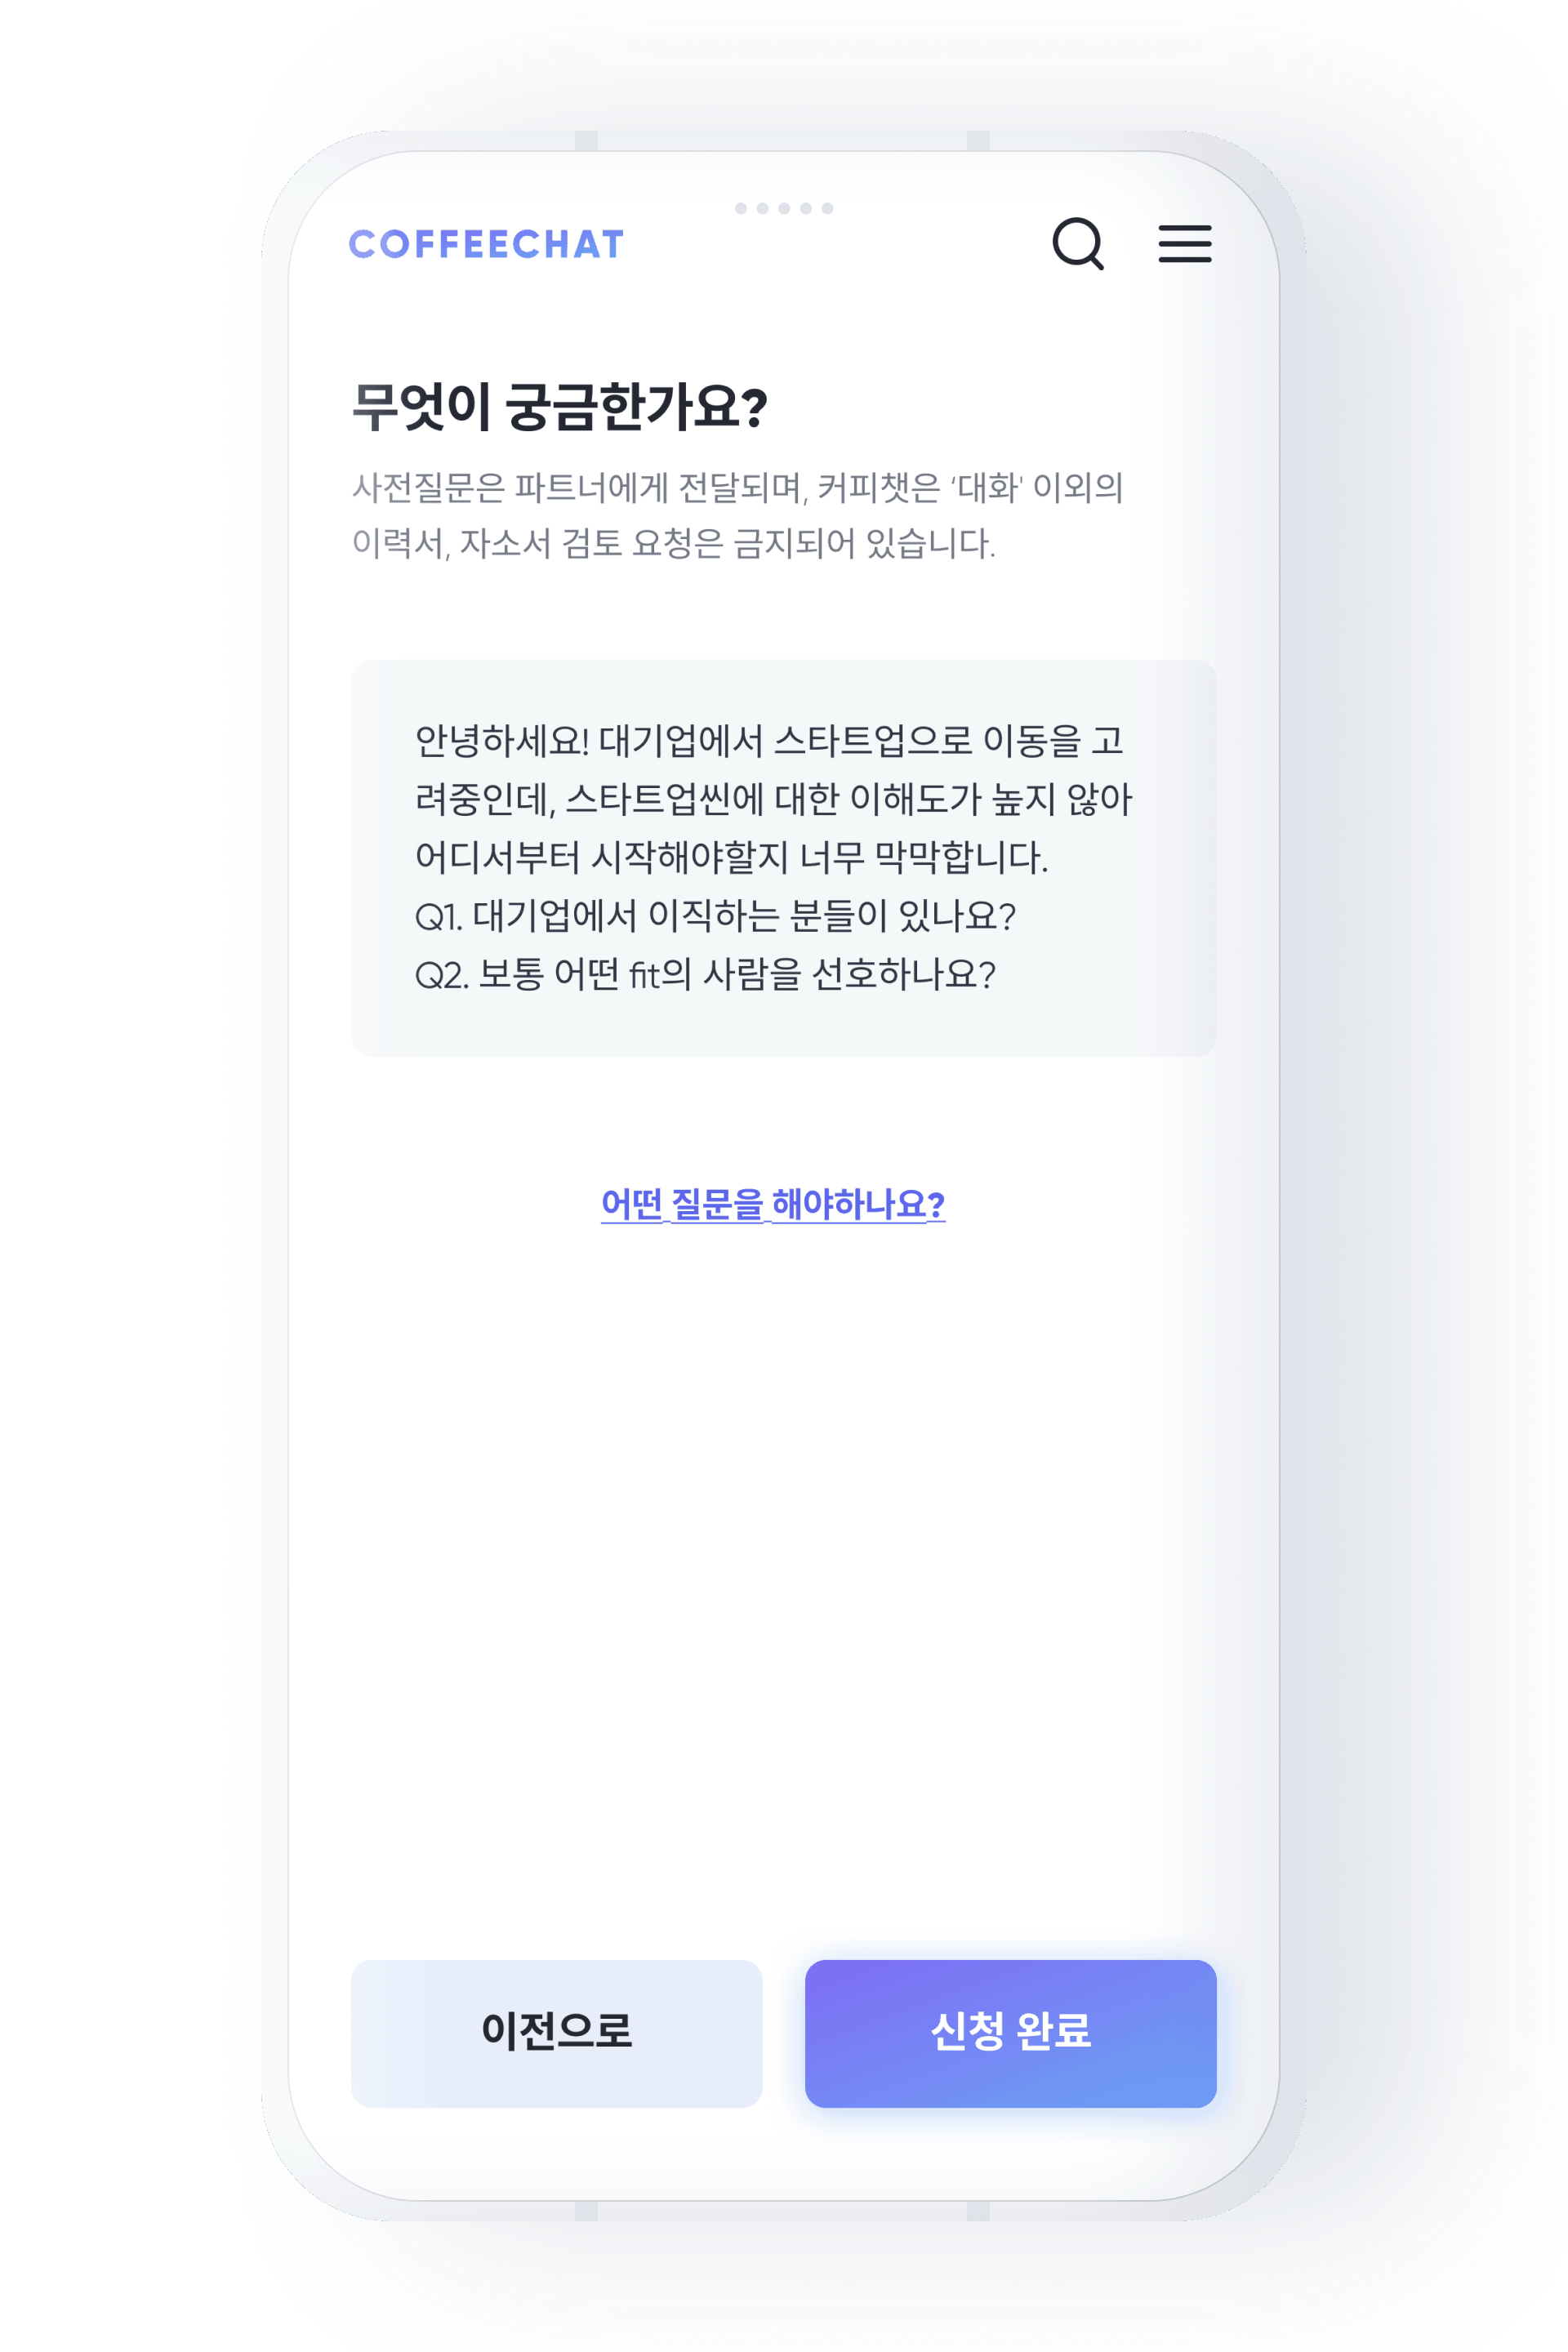 COFFEECHAT
무엇이 궁금한가요?
사전질문은 파트너에게 전달되며, 커피챗은 ‘대화' 이외의
이력서, 자소서 검토 요청은 금지되어 있습니다.
안녕하세요! 대기업에서 스타트업으로 이동을 고
려중인데, 스타트업씬에 대한 이해도가 높지 않아
어디서부터 시작해야할지 너무 막막합니다.
Q1. 대기업에서 이직하는 분들이 있나요?
Q2. 보통 어떤 fit의 사람을 선호하나요?
어떤 질문을 해야하나요?
이전으로
신청 완료